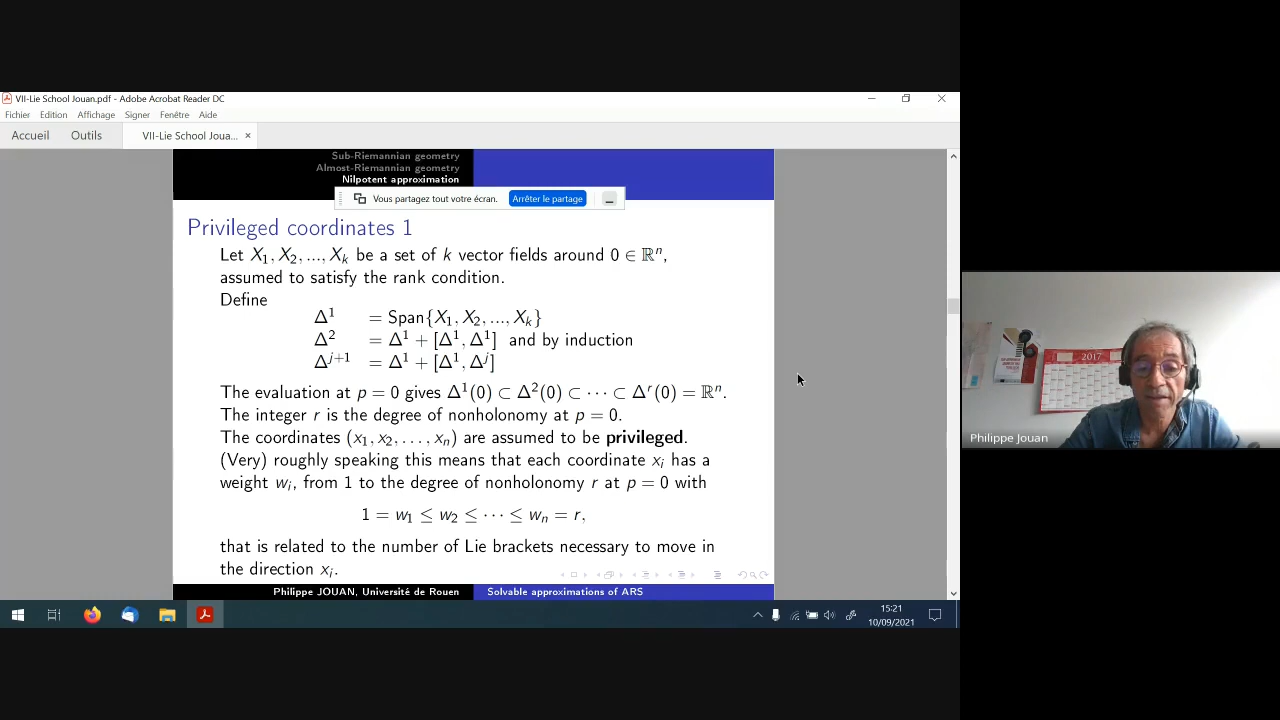 VII-Lie School Jouan.pdf - Adobe Acrobat Reader DC
Fichier Edition Affichage Signer Fenêtre Aide
Accueil Outils VII-Lie School Joua... ×
Sub-Riemannian geometry
Almost-Riemannian geometry
Nilpotent approximation
Vous partagez tout votre écran. Arrêter le partage
Privileged coordinates 1
Let X₁, X₂, ..., Xₖ be a set of k vector fields around 0 ∈ ℝⁿ,
assumed to satisfy the rank condition.
Define
Δ¹ = Span{X₁, X₂, ..., Xₖ}
Δ² = Δ¹ + [Δ¹, Δ¹] and by induction
Δʲ⁺¹ = Δ¹ + [Δ¹, Δʲ]
The evaluation at p = 0 gives Δ¹(0) ⊂ Δ²(0) ⊂ ··· ⊂ Δʳ(0) = ℝⁿ.
The integer r is the degree of nonholonomy at p = 0.
The coordinates (x₁, x₂, . . . , xₙ) are assumed to be privileged.
(Very) roughly speaking this means that each coordinate xᵢ has a
weight wᵢ, from 1 to the degree of nonholonomy r at p = 0 with
1 = w₁ ≤ w₂ ≤ ··· ≤ wₙ = r,
that is related to the number of Lie brackets necessary to move in
the direction xᵢ.
Philippe JOUAN, Université de Rouen Solvable approximations of ARS
15:21
10/09/2021
2017
Philippe Jouan